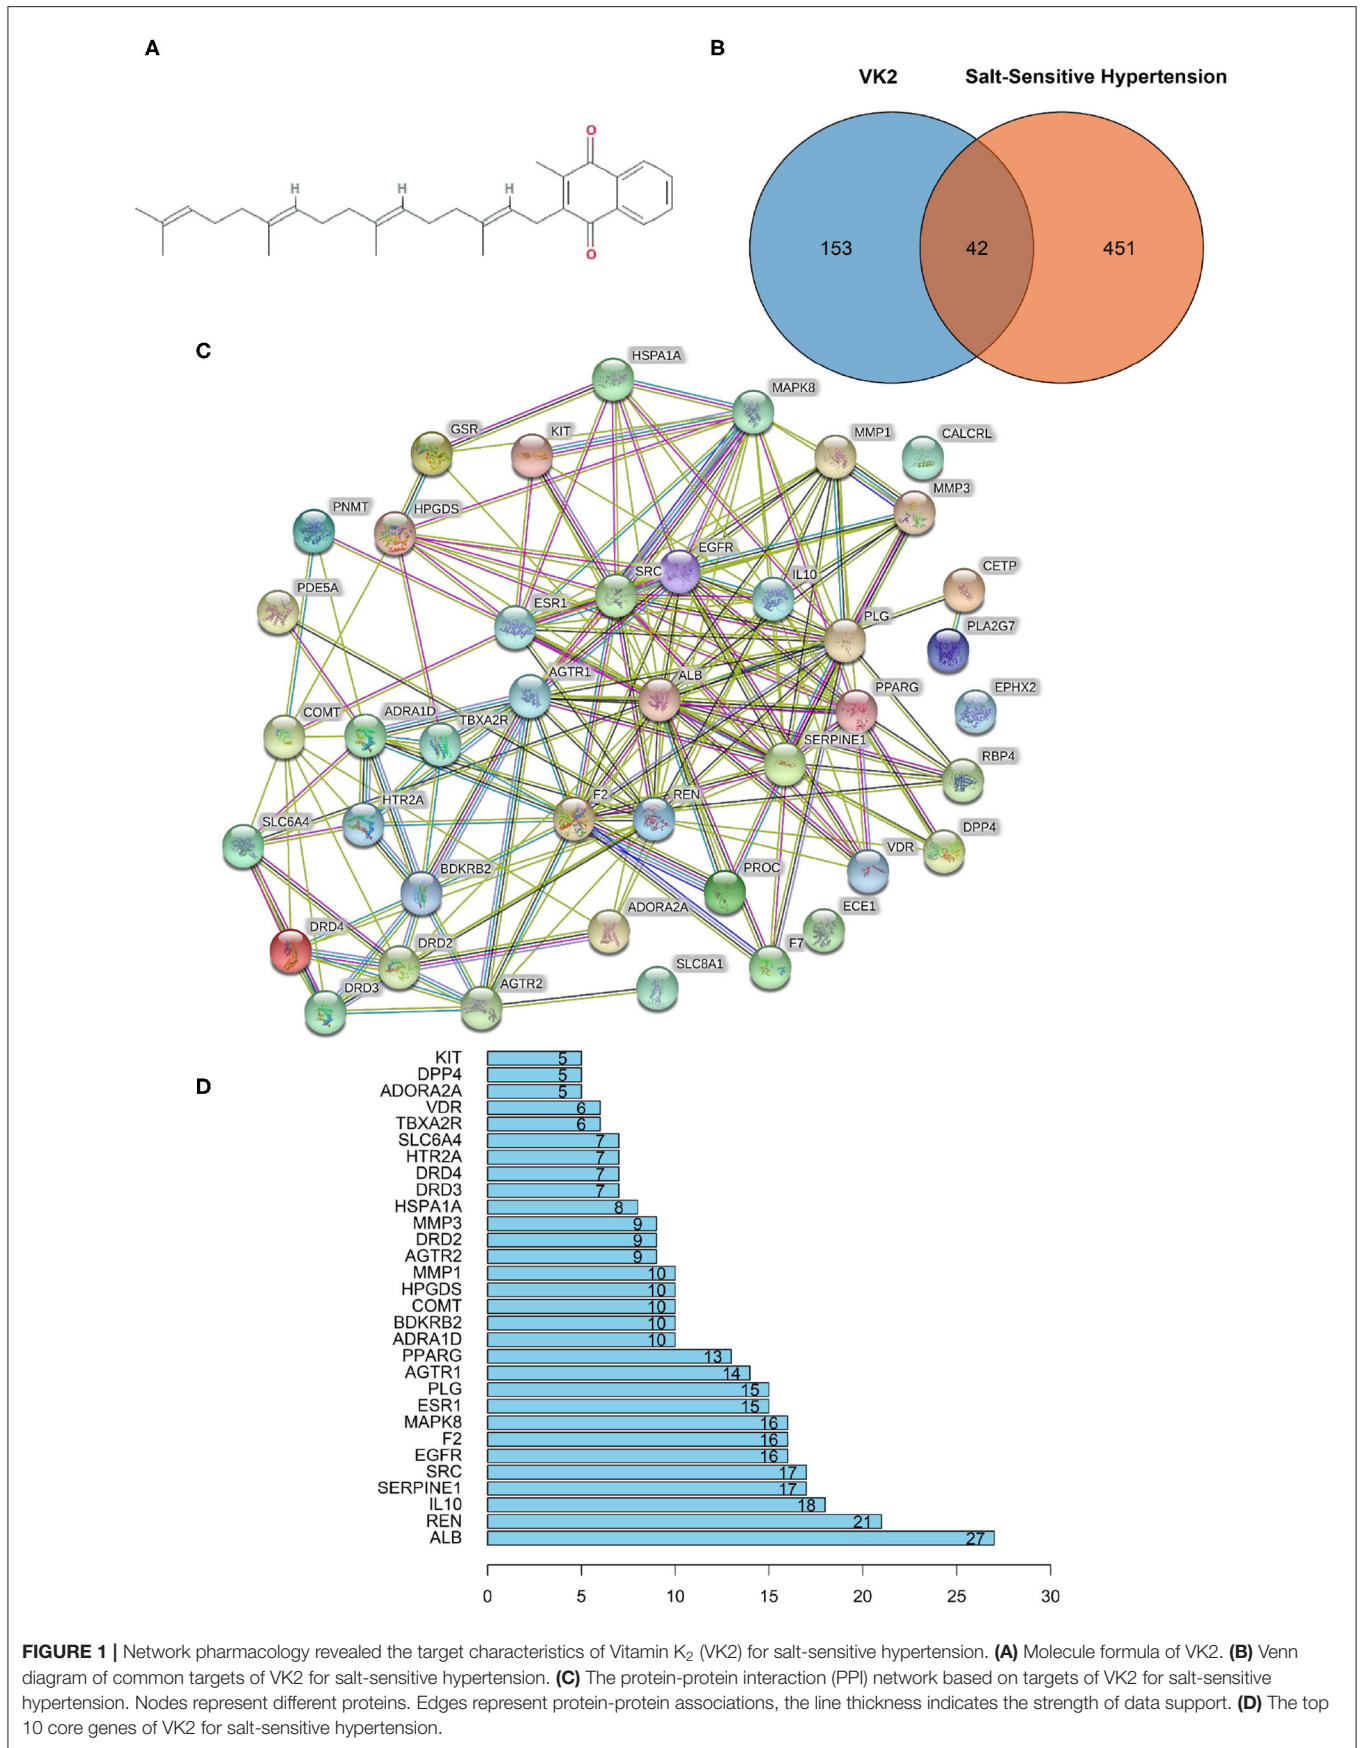 A
O
H
H
H
O
B
VK2
Salt-Sensitive Hypertension
153
42
451
C
HSPA1A
MAPK8
GSR
KIT
MMP1
CALCRL
MMP3
PNMT
HPGDS
EGFR
SRC
IL10
CETP
PDE5A
ESR1
PLG
PLA2G7
AGTR1
ALB
PPARG
EPHX2
COMT
ADRA1D
TBXA2R
SERPINE1
RBP4
HTR2A
F2
REN
SLC6A4
DPP4
VDR
BDKRB2
PROC
ECE1
ADORA2A
DRD4
DRD2
F7
SLC8A1
DRD3
AGTR2
D
KIT 5
DPP4 5
ADORA2A 5
VDR 6
TBXA2R 6
SLC6A4 7
HTR2A 7
DRD4 7
DRD3 7
HSPA1A 8
MMP3 9
DRD2 9
AGTR2 9
MMP1 10
HPGDS 10
COMT 10
BDKRB2 10
ADRA1D 10
PPARG 13
AGTR1 14
PLG 15
ESR1 15
MAPK8 16
F2 16
EGFR 16
SRC 17
SERPINE1 17
IL10 18
REN 21
ALB 27
0 5 10 15 20 25 30
FIGURE 1 | Network pharmacology revealed the target characteristics of Vitamin K₂ (VK2) for salt-sensitive hypertension. (A) Molecule formula of VK2. (B) Venn
diagram of common targets of VK2 for salt-sensitive hypertension. (C) The protein-protein interaction (PPI) network based on targets of VK2 for salt-sensitive
hypertension. Nodes represent different proteins. Edges represent protein-protein associations, the line thickness indicates the strength of data support. (D) The top
10 core genes of VK2 for salt-sensitive hypertension.